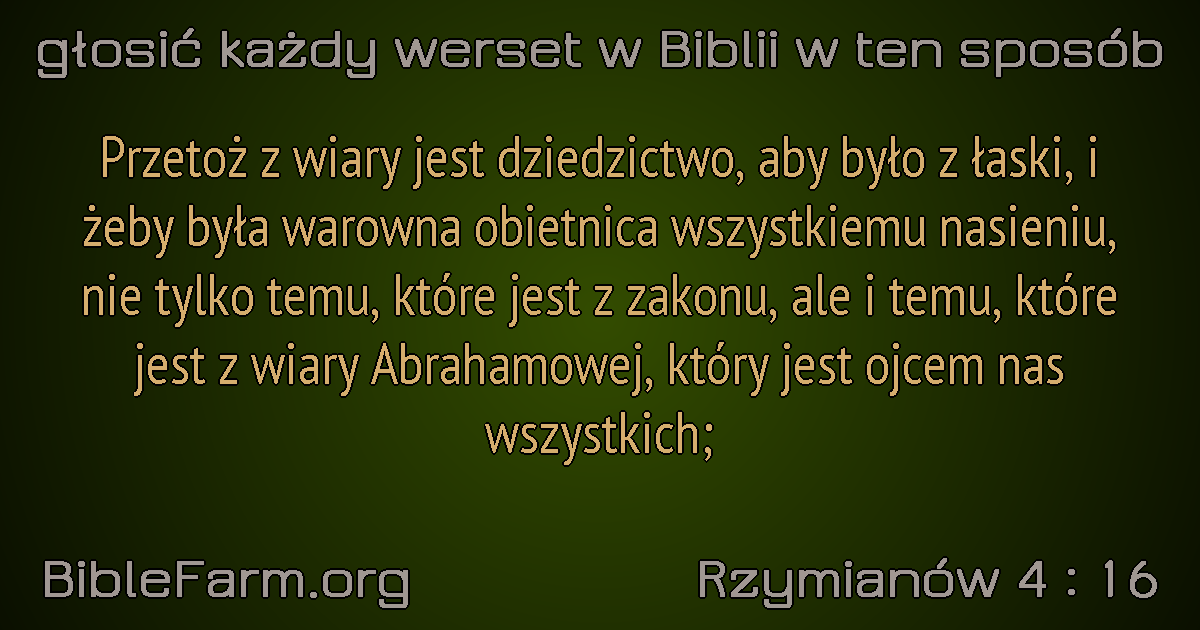 głosić każdy werset w Biblii w ten sposób
Przetoż z wiary jest dziedzictwo, aby było z łaski, i
żeby była warowna obietnica wszystkiemu nasieniu,
nie tylko temu, które jest z zakonu, ale i temu, które
jest z wiary Abrahamowej, który jest ojcem nas
wszystkich;
BibleFarm.org
Rzymianów 4 : 16